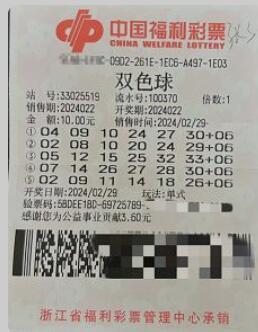 中国福利彩票
CHINA WELFARE LOTTERY
-09D2-261E-1EC6-A497-1E03
双色球
站 号:33025519 流水号:100370 倍数:1
销售期:2024022 开奖期:2024022
金 额:10.00元 销售时间:2024/02/29-
① 04 09 10 24 27 30+06
② 02 08 10 20 24 29+06
③ 05 12 15 25 32 33+06
④ 07 14 26 27 28 30+06
⑤ 02 09 11 14 18 26+06
开奖日期:2024/02/29 玩法:单式
验票码:5BDEE1BD-69725789-
感谢您为公益事业贡献3.60元
浙江省福利彩票管理中心承销